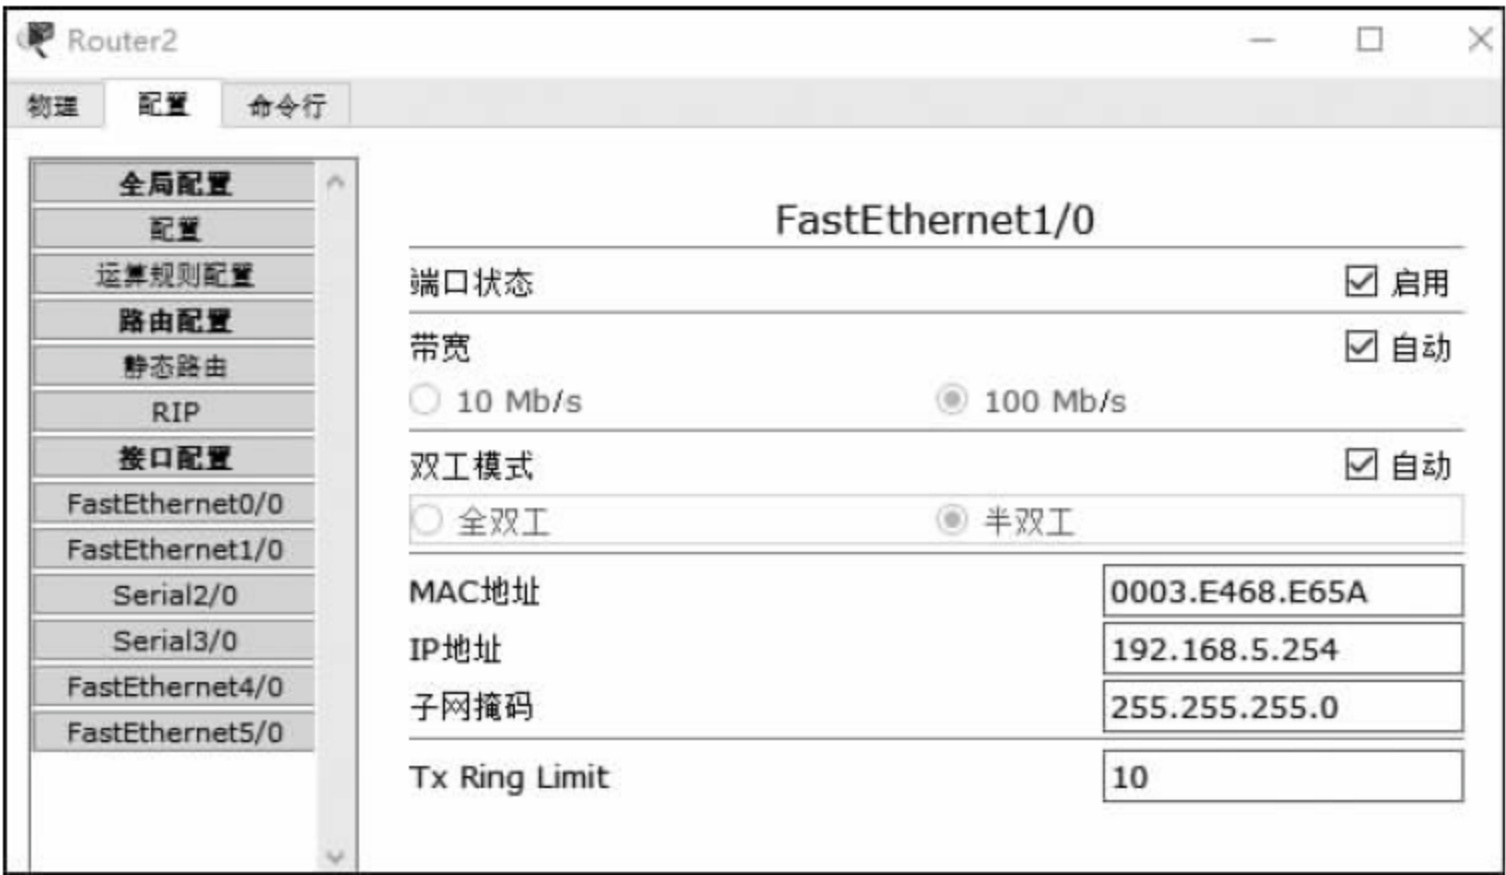 Router2
物理 配置 命令行
全局配置
配置
运算规则配置
路由配置
静态路由
RIP
接口配置
FastEthernet0/0
FastEthernet1/0
Serial2/0
Serial3/0
FastEthernet4/0
FastEthernet5/0
FastEthernet1/0
端口状态 启用
带宽 自动
10 Mb/s 100 Mb/s
双工模式 自动
全双工 半双工
MAC地址 0003.E468.E65A
IP地址 192.168.5.254
子网掩码 255.255.255.0
Tx Ring Limit 10